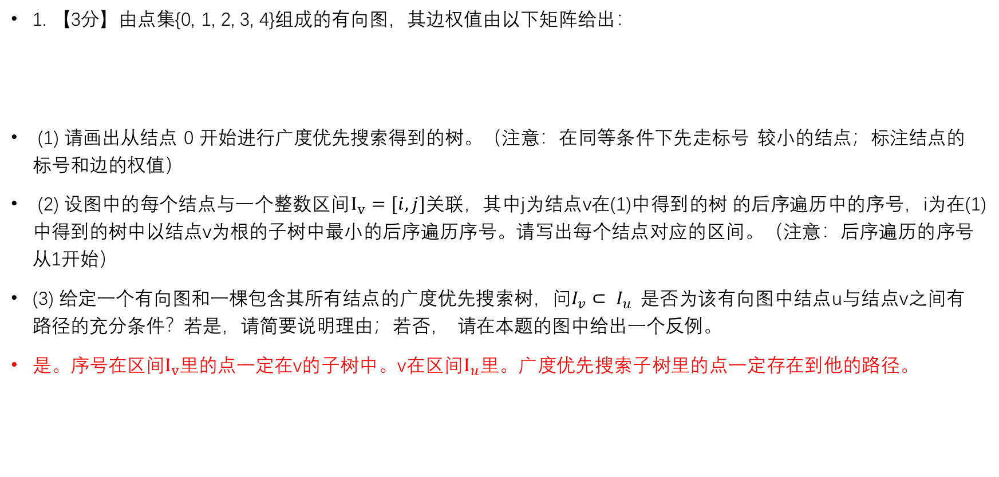 • 1. 【3分】由点集{0, 1, 2, 3, 4}组成的有向图，其边权值由以下矩阵给出：
• (1) 请画出从结点 0 开始进行广度优先搜索得到的树。（注意：在同等条件下先走标号 较小的结点；标注结点的
标号和边的权值）
• (2) 设图中的每个结点与一个整数区间Iᵥ = [i, j]关联，其中j为结点v在(1)中得到的树 的后序遍历中的序号，i为在(1)
中得到的树中以结点v为根的子树中最小的后序遍历序号。请写出每个结点对应的区间。（注意：后序遍历的序号
从1开始）
• (3) 给定一个有向图和一棵包含其所有结点的广度优先搜索树，问Iᵥ ⊂ Iᵤ 是否为该有向图中结点u与结点v之间有
路径的充分条件？若是，请简要说明理由；若否， 请在本题的图中给出一个反例。
• 是。序号在区间Iᵥ里的点一定在v的子树中。v在区间Iᵤ里。广度优先搜索子树里的点一定存在到他的路径。